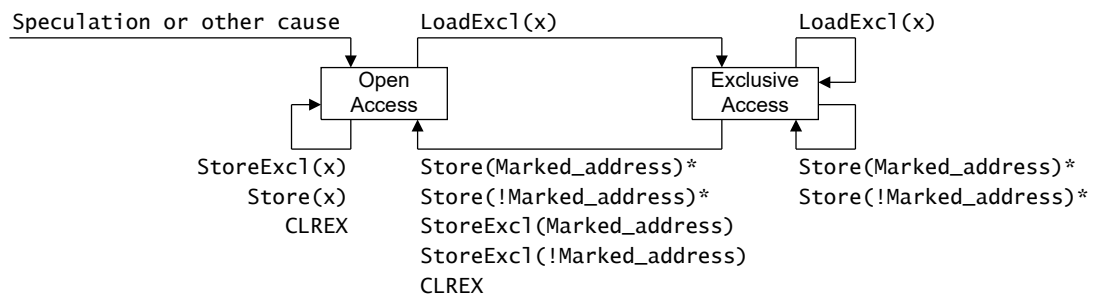 Speculation or other cause
LoadExcl(x)
LoadExcl(x)
Open
Access
Exclusive
Access
StoreExcl(x)
Store(x)
CLREX
Store(Marked_address)*
Store(!Marked_address)*
StoreExcl(Marked_address)
StoreExcl(!Marked_address)
CLREX
Store(Marked_address)*
Store(!Marked_address)*